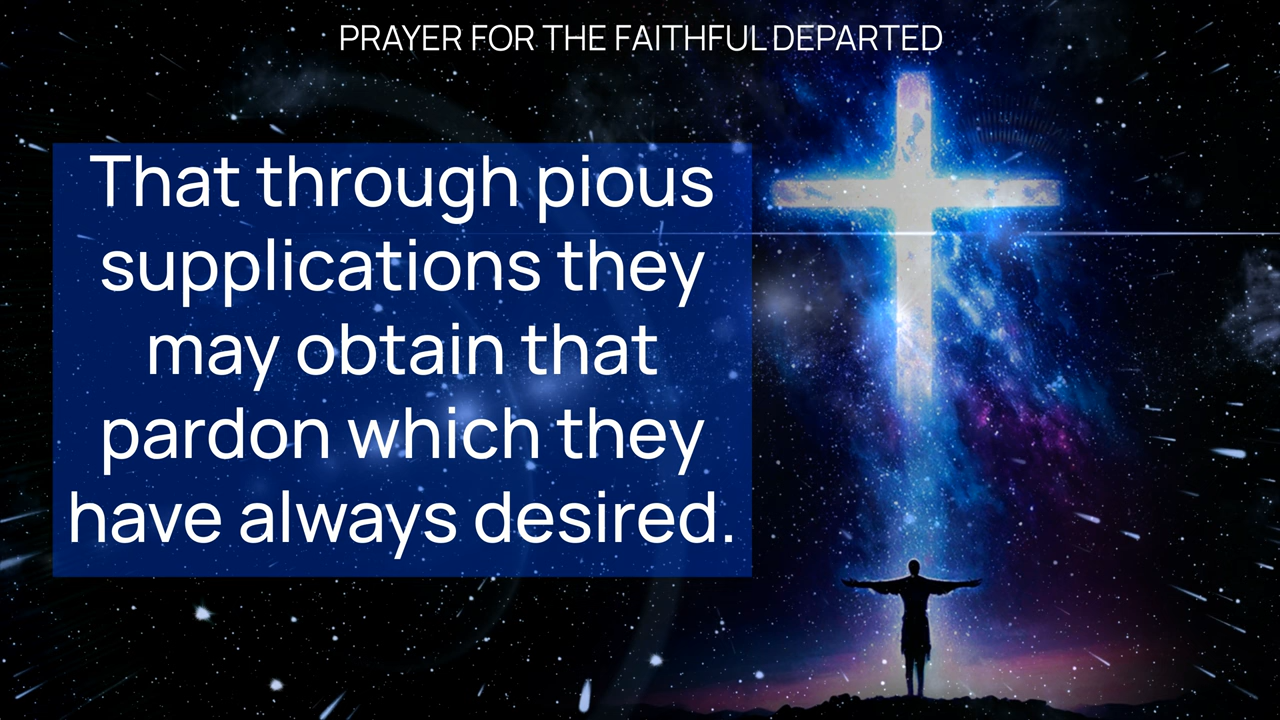 PRAYER FOR THE FAITHFUL DEPARTED
That through pious
supplications they
may obtain that
pardon which they
have always desired.